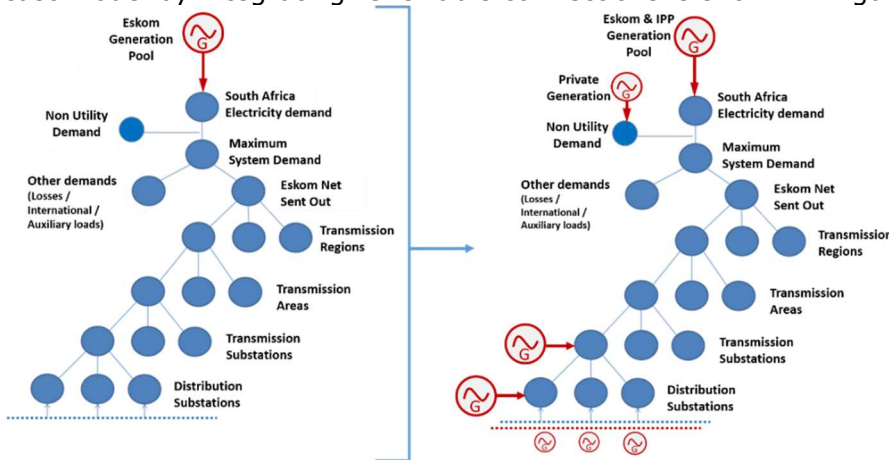 Eskom
Generation
Pool
G
South Africa
Electricity demand
Non Utility
Demand
Maximum
System Demand
Other demands
(Losses /
International /
Auxiliary loads)
Eskom Net
Sent Out
Transmission
Regions
Transmission
Areas
Transmission
Substations
Distribution
Substations
Eskom & IPP
Generation
Pool
G
Private
Generation
G
South Africa
Electricity demand
Non Utility
Demand
Maximum
System Demand
Other demands
(Losses /
International /
Auxiliary loads)
Eskom Net
Sent Out
Transmission
Regions
Transmission
Areas
G
Transmission
Substations
G
Distribution
Substations
G
G
G